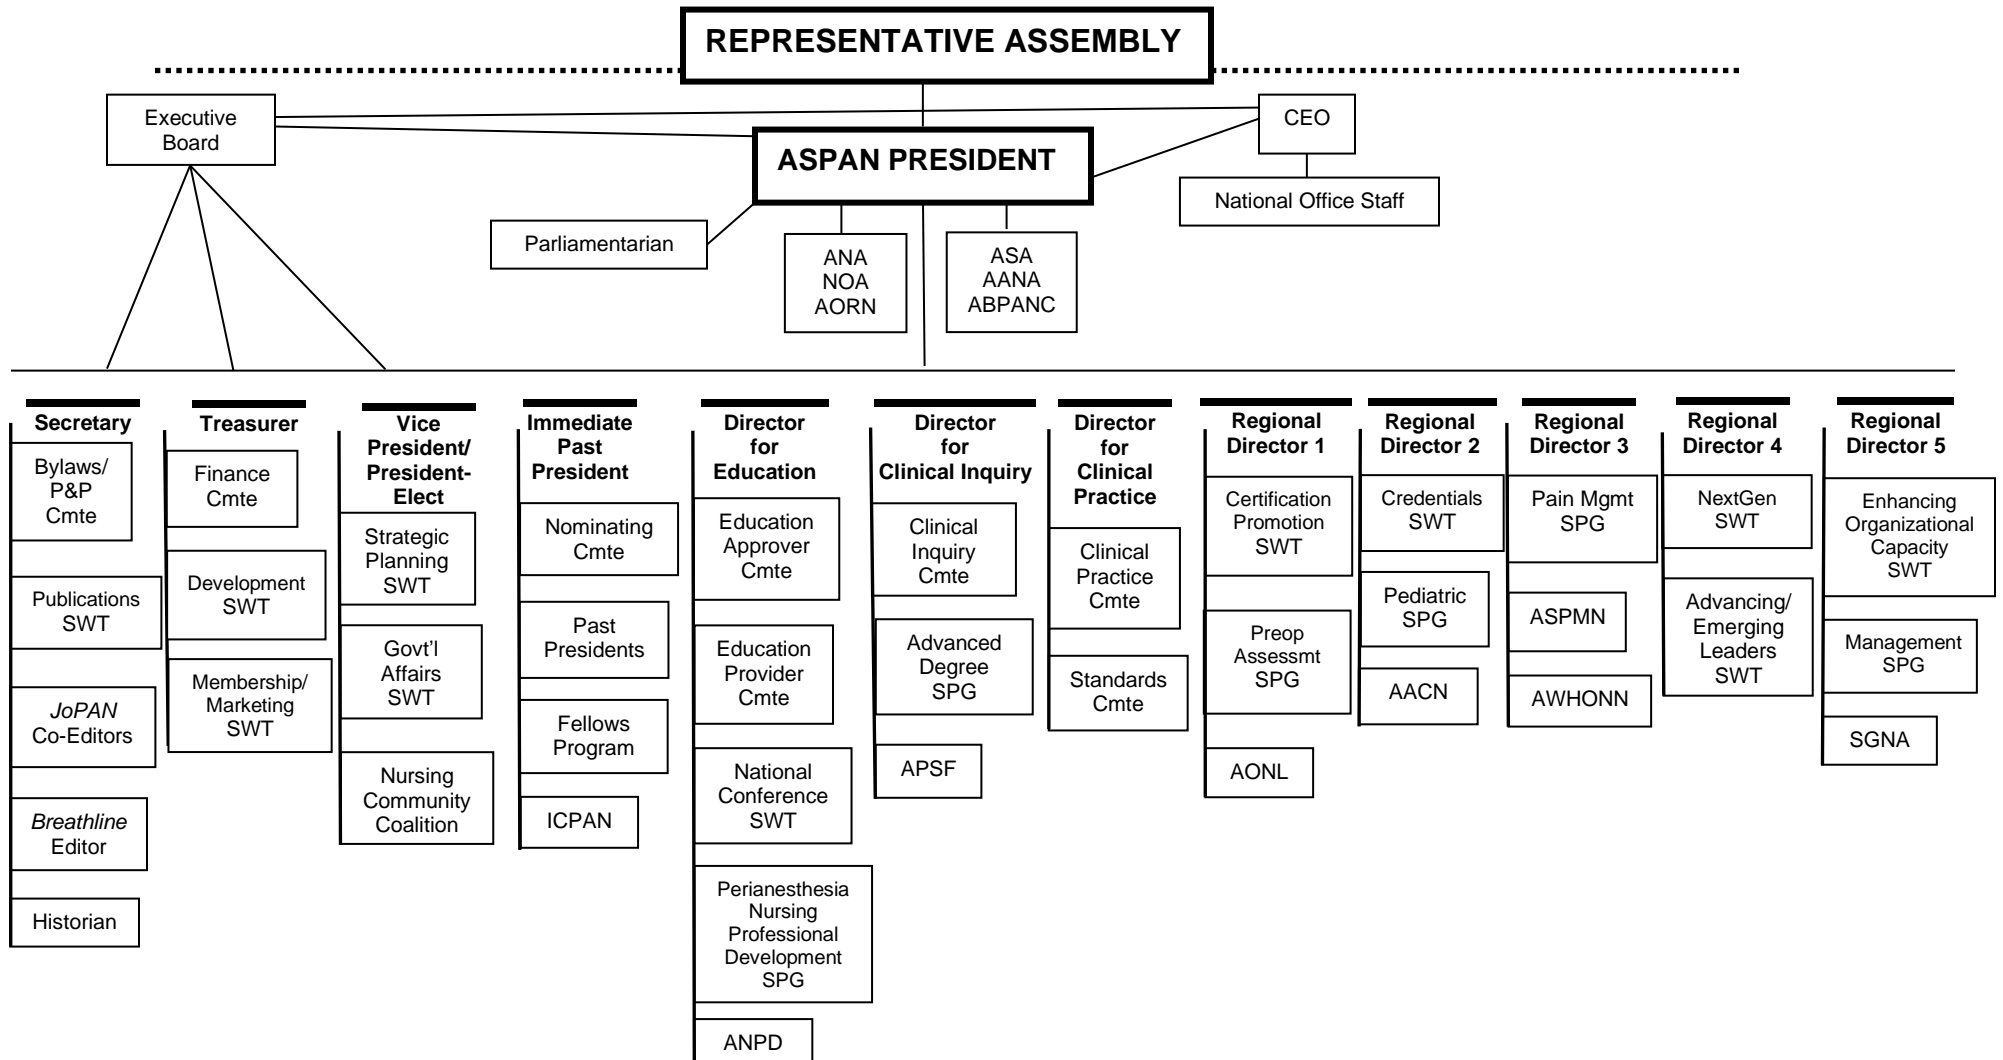 REPRESENTATIVE ASSEMBLY
Executive
Board
CEO
ASPAN PRESIDENT
National Office Staff
Parliamentarian
ANA
NOA
AORN
ASA
AANA
ABPANC
Secretary
Bylaws/
P&P
Cmte
Publications
SWT
JoPAN
Co-Editors
Breathline
Editor
Historian
Treasurer
Finance
Cmte
Development
SWT
Membership/
Marketing
SWT
Vice
President/
President-
Elect
Strategic
Planning
SWT
Govt’l
Affairs
SWT
Nursing
Community
Coalition
Immediate
Past
President
Nominating
Cmte
Past
Presidents
Fellows
Program
ICPAN
Director
for
Education
Education
Approver
Cmte
Education
Provider
Cmte
National
Conference
SWT
Perianesthesia
Nursing
Professional
Development
SPG
ANPD
Director
for
Clinical Inquiry
Clinical
Inquiry
Cmte
Advanced
Degree
SPG
APSF
Director
for
Clinical
Practice
Clinical
Practice
Cmte
Standards
Cmte
Regional
Director 1
Certification
Promotion
SWT
Preop
Assessmt
SPG
AONL
Regional
Director 2
Credentials
SWT
Pediatric
SPG
AACN
Regional
Director 3
Pain Mgmt
SPG
ASPMN
AWHONN
Regional
Director 4
NextGen
SWT
Advancing/
Emerging
Leaders
SWT
Regional
Director 5
Enhancing
Organizational
Capacity
SWT
Management
SPG
SGNA